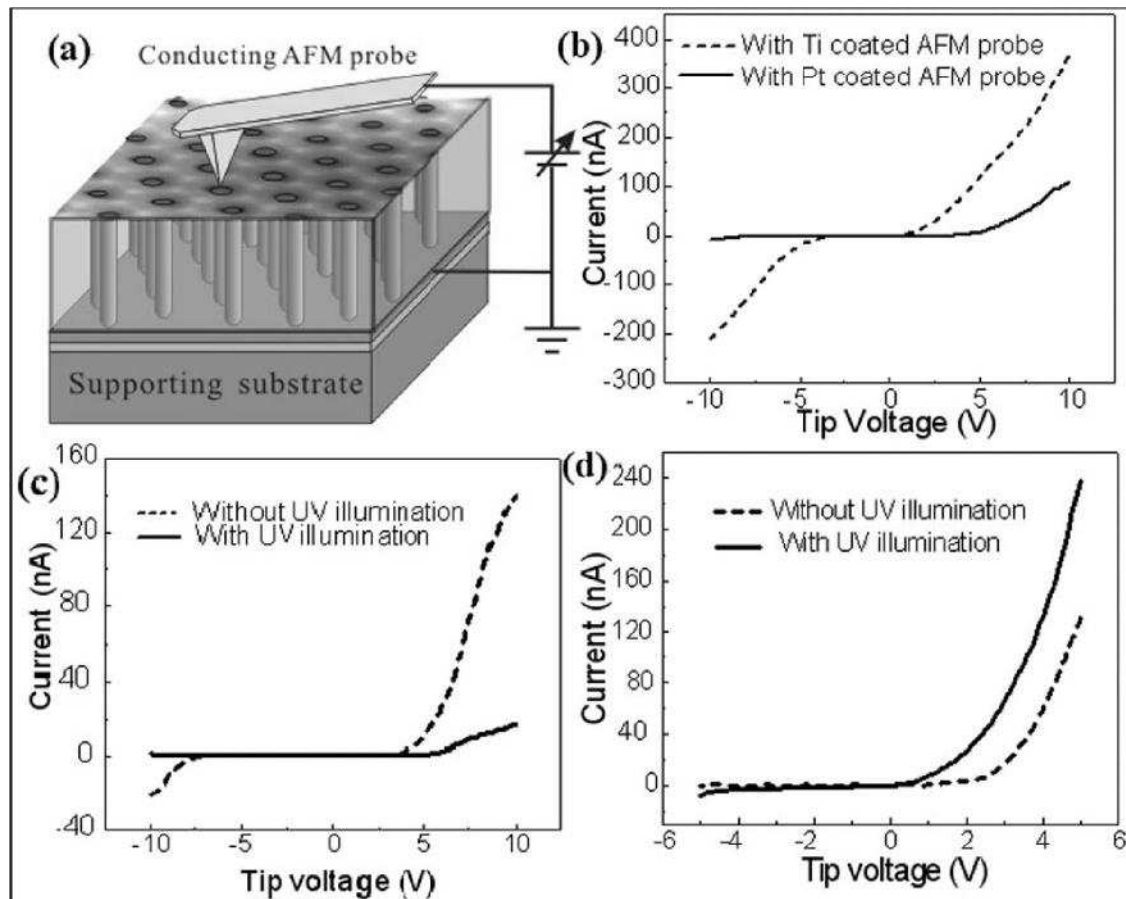 (a)
Conducting AFM probe
Supporting substrate
(b)
With Ti coated AFM probe
With Pt coated AFM probe
Current (nA)
400
300
200
100
0
-100
-200
-300
-10
-5
0
5
10
Tip Voltage (V)
(c)
Without UV illumination
With UV illumination
Current (nA)
160
120
80
40
0
-40
-10
-5
0
5
10
Tip voltage (V)
(d)
Without UV illumination
With UV illumination
Current (nA)
240
200
160
120
80
40
0
-6
-4
-2
0
2
4
6
Tip voltage (V)